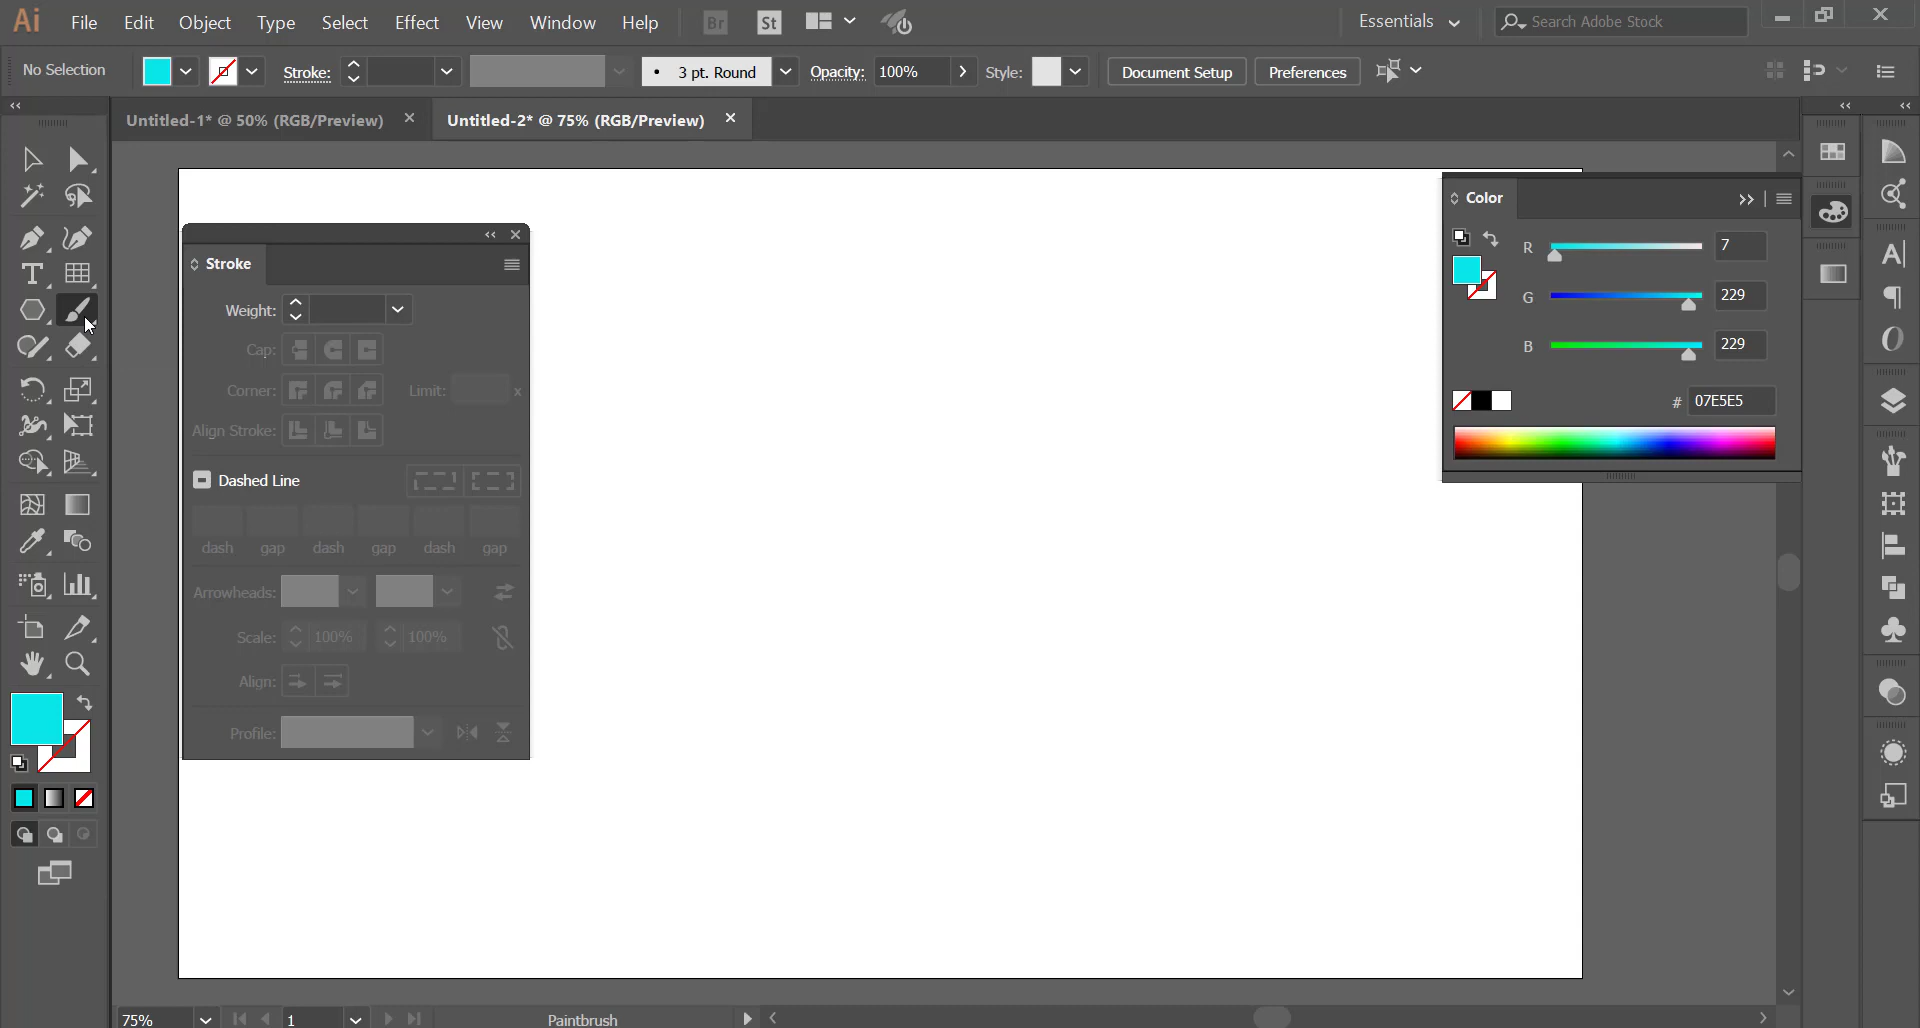 Ai File Edit Object Type Select Effect View Window Help Br St Essentials Search Adobe Stock
No Selection Stroke: 3 pt. Round Opacity: 100% Style: Document Setup Preferences
Untitled-1* @ 50% (RGB/Preview) Untitled-2* @ 75% (RGB/Preview)
Stroke
Weight:
Cap:
Corner: Limit: x
Align Stroke:
Dashed Line
dash gap dash gap dash gap
Arrowheads:
Scale: 100% 100%
Align:
Profile:
Color
R 7
G 229
B 229
# 07E5E5
75% 1 Paintbrush